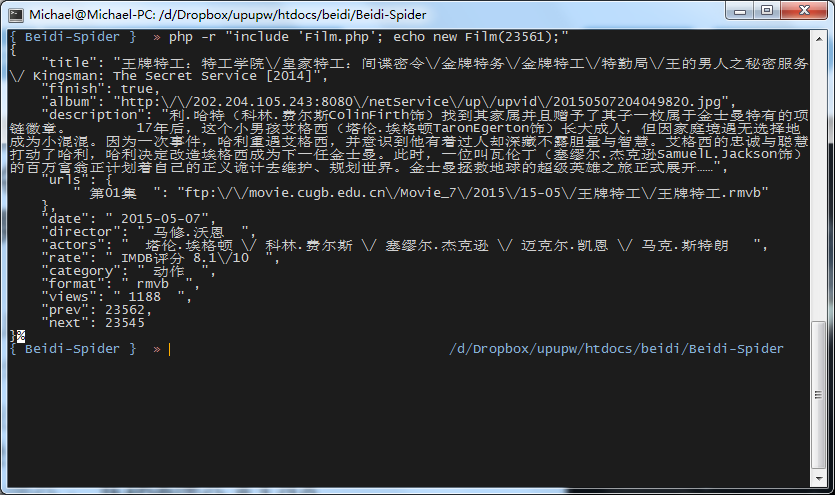 Michael@Michael-PC: /d/Dropbox/upupw/htdocs/beidi/Beidi-Spider
{ Beidi-Spider }  » php -r "include 'Film.php'; echo new Film(23561);"
{
    "title": "王牌特工：特工学院\/皇家特工：间谍密令\/金牌特务\/金牌特工\/特勤局\/王的男人之秘密服务
\/ Kingsman: The Secret Service [2014]",
    "finish": true,
    "album": "http:\/\/202.204.105.243:8080\/netService\/up\/upvid\/20150507204049820.jpg",
    "description": "利.哈特（科林.费尔斯ColinFirth饰）找到其家属并且赠予了其子一枚属于金士曼特有的项
链徽章。        17年后，这个小男孩艾格西（塔伦.埃格顿TaronEgerton饰）长大成人，但因家庭境遇无选择地
成为小混混。因为一次事件，哈利重遇艾格西，并意识到他有着过人却深藏不露胆量与智慧。艾格西的忠诚与聪慧
打动了哈利，哈利决定改造埃格西成为下一任金士曼。此时，一位叫瓦伦丁（塞缪尔.杰克逊SamuelL.Jackson饰）
的百万富翁正计划着自己的正义诡计去维护、规划世界。金士曼拯救地球的超级英雄之旅正式展开……",
    "urls": {
        " 第01集  ": "ftp:\/\/movie.cugb.edu.cn\/Movie_7\/2015\/15-05\/王牌特工\/王牌特工.rmvb"
    },
    "date": " 2015-05-07",
    "director": " 马修.沃恩  ",
    "actors": "  塔伦.埃格顿 \/ 科林.费尔斯 \/ 塞缪尔.杰克逊 \/ 迈克尔.凯恩 \/ 马克.斯特朗   ",
    "rate": " IMDB评分 8.1\/10  ",
    "category": " 动作  ",
    "format": " rmvb  ",
    "views": " 1188  ",
    "prev": 23562,
    "next": 23545
}%
{ Beidi-Spider }  » /d/Dropbox/upupw/htdocs/beidi/Beidi-Spider